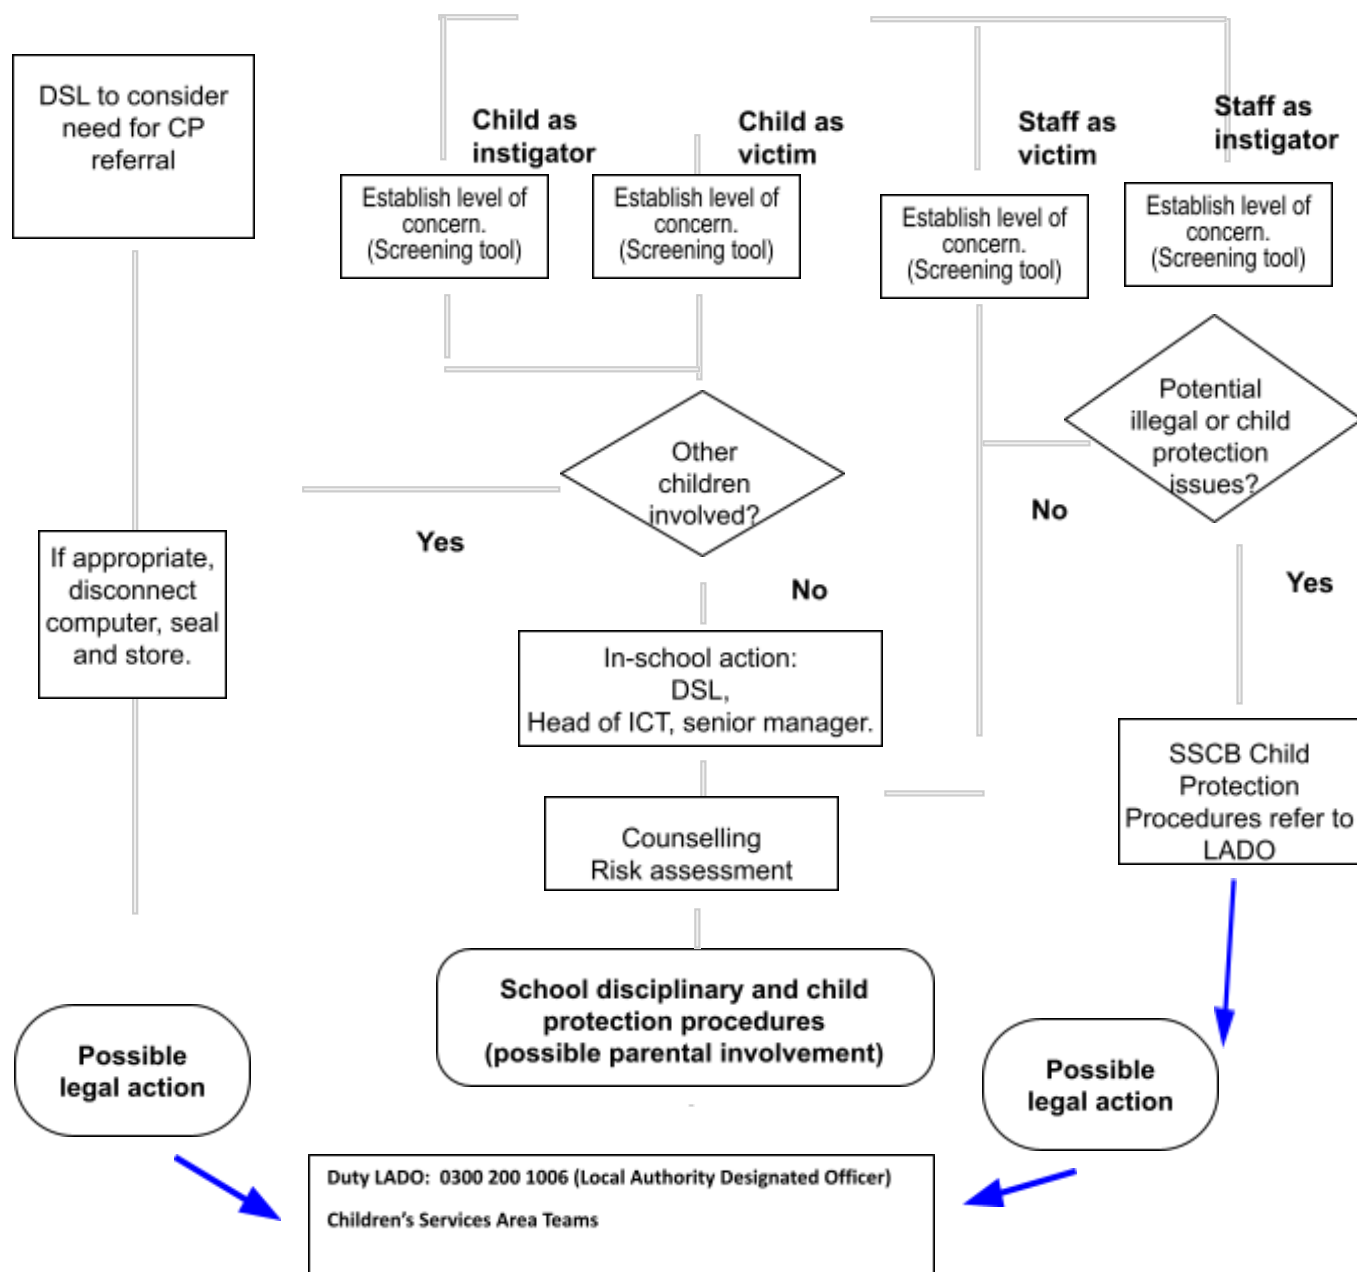 DSL to consider
need for CP
referral
Child as
instigator
Child as
victim
Staff as
victim
Staff as
instigator
Establish level of
concern.
(Screening tool)
Establish level of
concern.
(Screening tool)
Establish level of
concern.
(Screening tool)
Establish level of
concern.
(Screening tool)
Potential
illegal or child
protection
issues?
Other
children
involved?
Yes
No
No
Yes
If appropriate,
disconnect
computer, seal
and store.
In-school action:
DSL,
Head of ICT, senior manager.
SSCB Child
Protection
Procedures refer to
LADO
Counselling
Risk assessment
School disciplinary and child
protection procedures
(possible parental involvement)
Possible
legal action
Possible
legal action
Duty LADO: 0300 200 1006 (Local Authority Designated Officer)
Children’s Services Area Teams